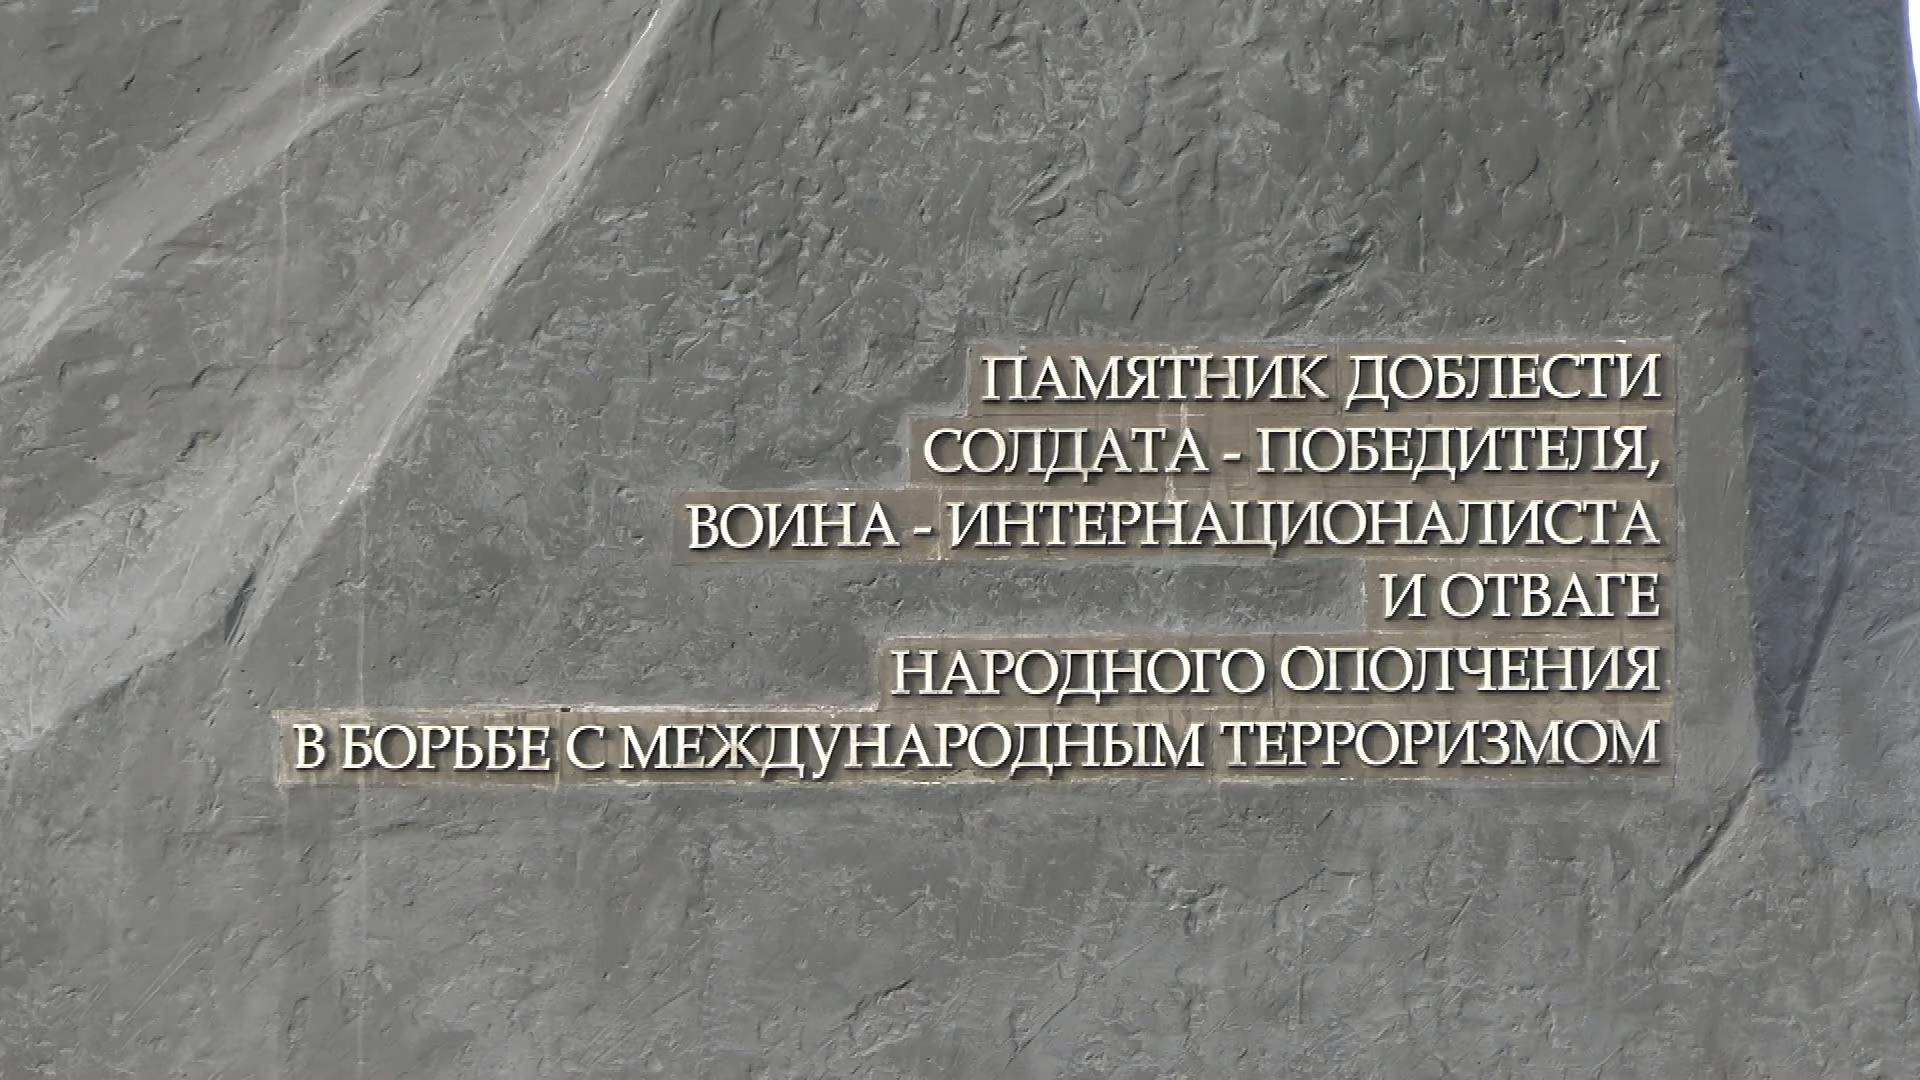 ПАМЯТНИК ДОБЛЕСТИ
СОЛДАТА - ПОБЕДИТЕЛЯ,
ВОИНА - ИНТЕРНАЦИОНАЛИСТА
И ОТВАГЕ
НАРОДНОГО ОПОЛЧЕНИЯ
В БОРЬБЕ С МЕЖДУНАРОДНЫМ ТЕРРОРИЗМОМ